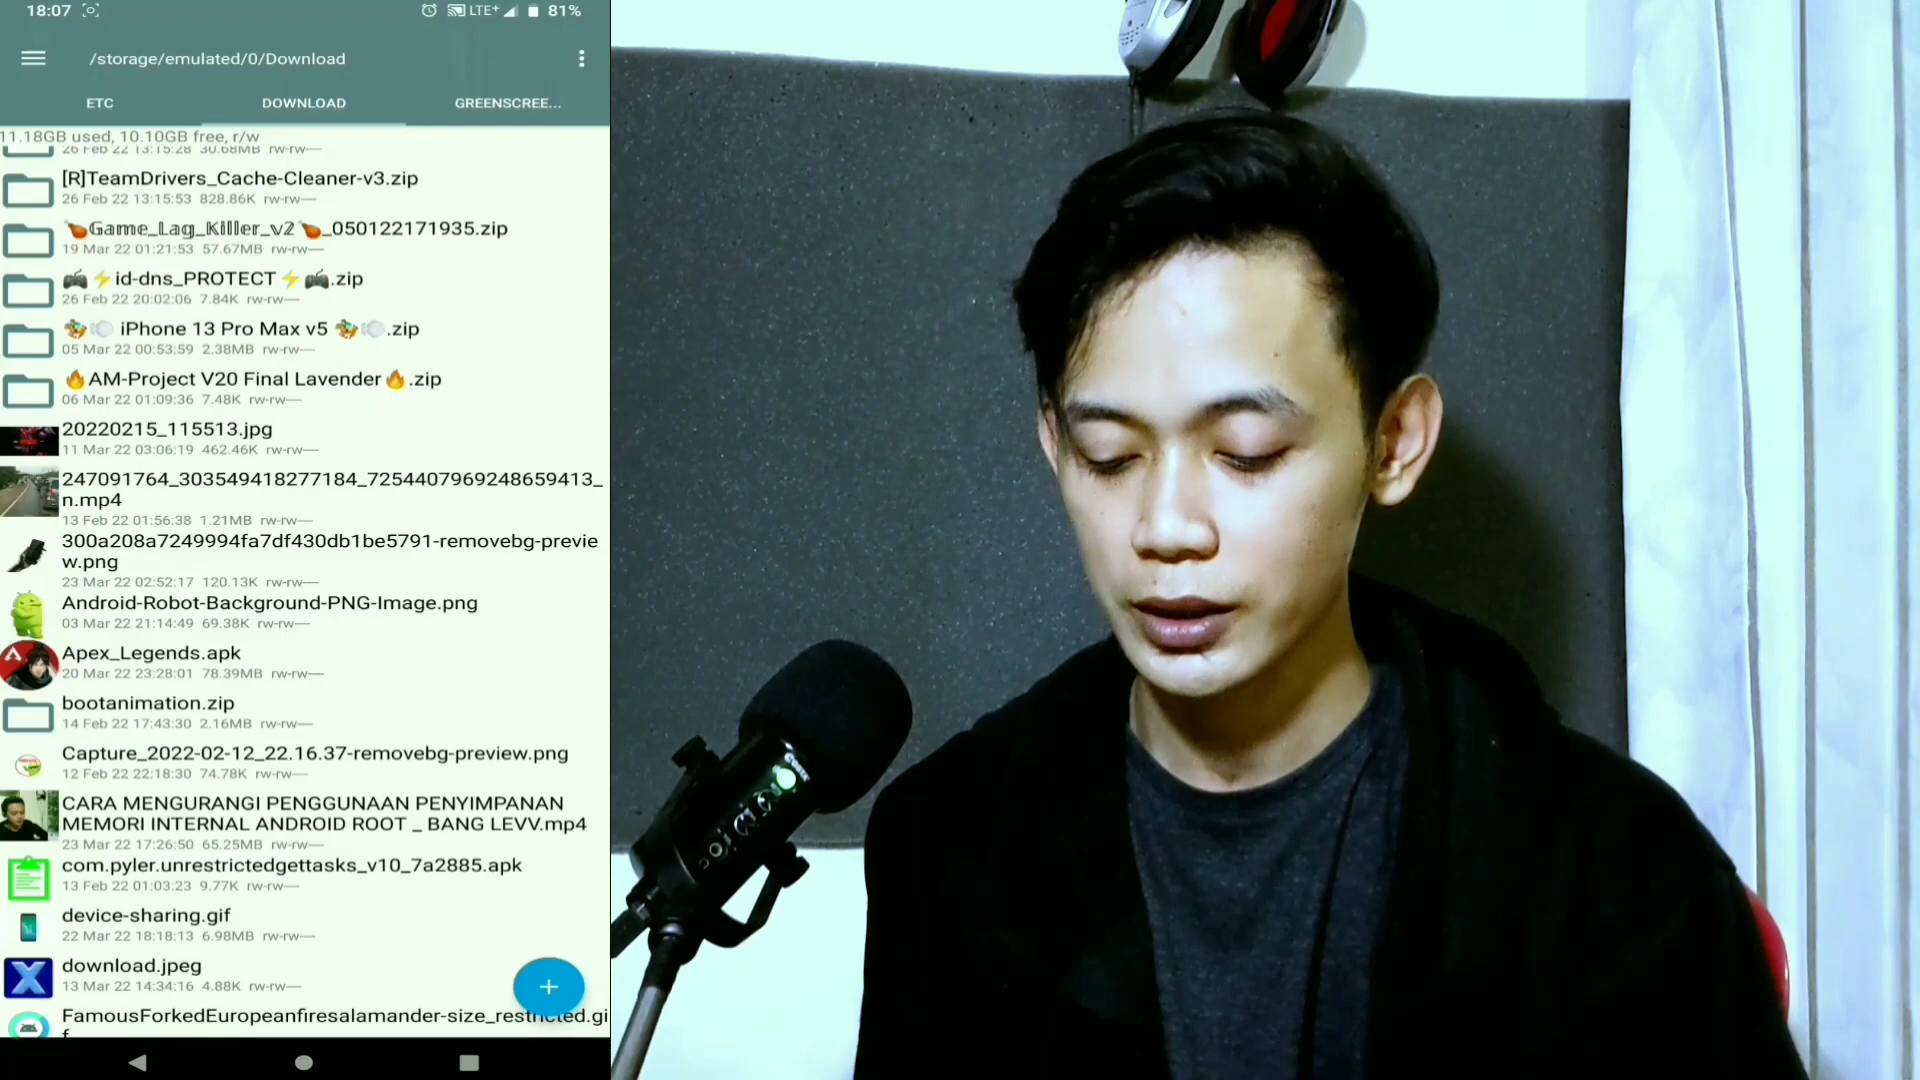 18:07 LTE+ 81%
/storage/emulated/0/Download
ETC DOWNLOAD GREENSCREE...
11.18GB used, 10.10GB free, r/w
26 Feb 22 13:15:28 30.68MB rw-rw----
[R]TeamDrivers_Cache-Cleaner-v3.zip
26 Feb 22 13:15:53 828.86K rw-rw----
🍗𝔾𝕒𝕞𝕖_𝕃𝕒𝕘_𝕂𝕚𝕝𝕝𝕖𝕣_𝕧𝟚🍗_050122171935.zip
19 Mar 22 01:21:53 57.67MB rw-rw----
🎮⚡id-dns_PROTECT⚡🎮.zip
26 Feb 22 20:02:06 7.84K rw-rw----
🏇💨 iPhone 13 Pro Max v5 🏇💨.zip
05 Mar 22 00:53:59 2.38MB rw-rw----
🔥AM-Project V20 Final Lavender🔥.zip
06 Mar 22 01:09:36 7.48K rw-rw----
20220215_115513.jpg
11 Mar 22 03:06:19 462.46K rw-rw----
247091764_303549418277184_7254407969248659413_
n.mp4
13 Feb 22 01:56:38 1.21MB rw-rw----
300a208a7249994fa7df430db1be5791-removebg-previe
w.png
23 Mar 22 02:52:17 120.13K rw-rw----
Android-Robot-Background-PNG-Image.png
03 Mar 22 21:14:49 69.38K rw-rw----
Apex_Legends.apk
20 Mar 22 23:28:01 78.39MB rw-rw----
bootanimation.zip
14 Feb 22 17:43:30 2.16MB rw-rw----
Capture_2022-02-12_22.16.37-removebg-preview.png
12 Feb 22 22:18:30 74.78K rw-rw----
CARA MENGURANGI PENGGUNAAN PENYIMPANAN
MEMORI INTERNAL ANDROID ROOT _ BANG LEVV.mp4
23 Mar 22 17:26:50 65.25MB rw-rw----
com.pyler.unrestrictedgettasks_v10_7a2885.apk
13 Feb 22 01:03:23 9.77K rw-rw----
device-sharing.gif
22 Mar 22 18:18:13 6.98MB rw-rw----
download.jpeg
13 Mar 22 14:34:16 4.88K rw-rw----
FamousForkedEuropeanfiresalamander-size_restricted.gi
f